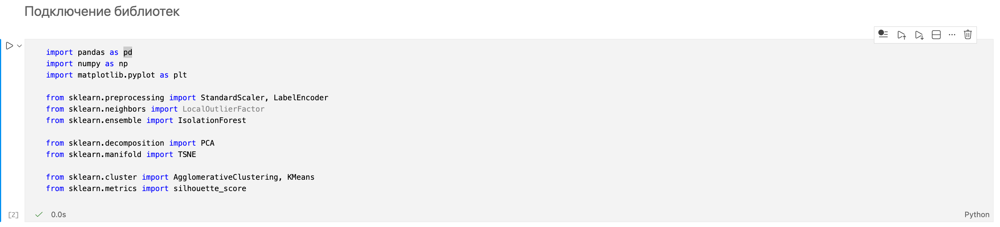 Подключение библиотек
import pandas as pd
import numpy as np
import matplotlib.pyplot as plt
from sklearn.preprocessing import StandardScaler, LabelEncoder
from sklearn.neighbors import LocalOutlierFactor
from sklearn.ensemble import IsolationForest
from sklearn.decomposition import PCA
from sklearn.manifold import TSNE
from sklearn.cluster import AgglomerativeClustering, KMeans
from sklearn.metrics import silhouette_score
[2] 0.0s Python